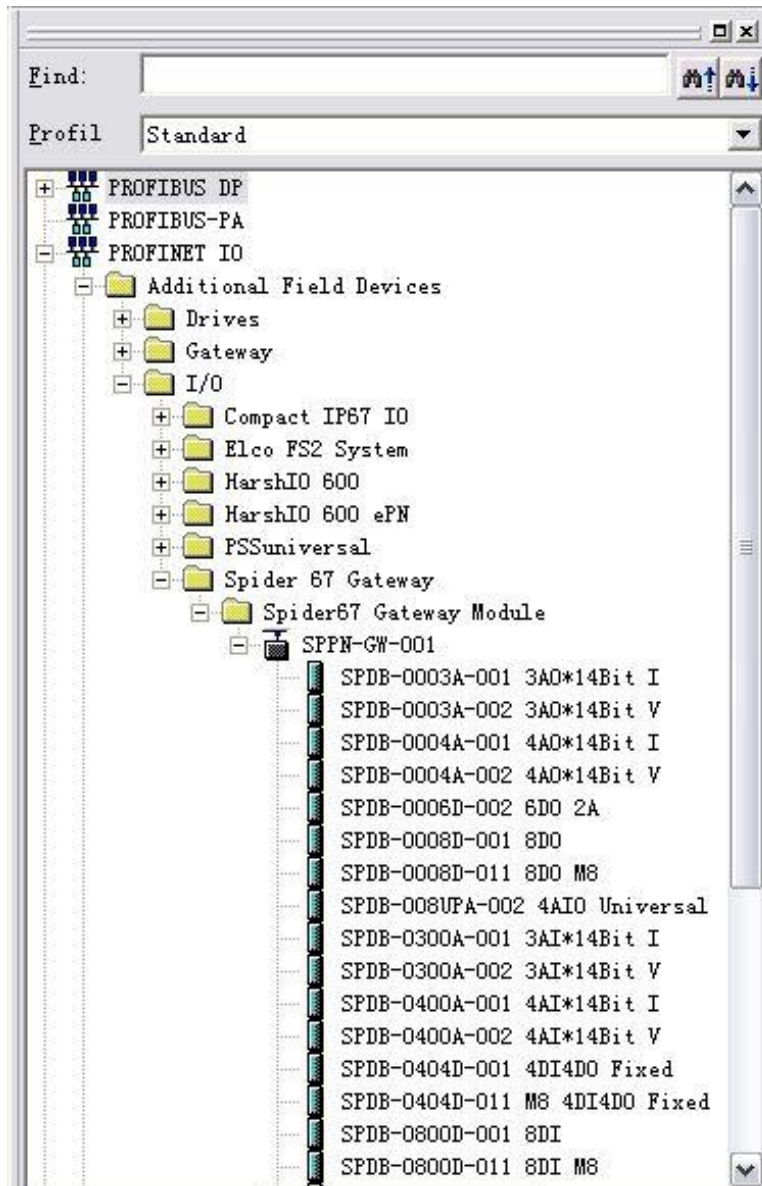 Find:
Profil Standard
PROFIBUS DP
PROFIBUS-PA
PROFINET IO
Additional Field Devices
Drives
Gateway
I/O
Compact IP67 IO
Elco FS2 System
HarshIO 600
HarshIO 600 ePN
PSSuniversal
Spider 67 Gateway
Spider67 Gateway Module
SPPN-GW-001
SPDB-0003A-001 3AO*14Bit I
SPDB-0003A-002 3AO*14Bit V
SPDB-0004A-001 4AO*14Bit I
SPDB-0004A-002 4AO*14Bit V
SPDB-0006D-002 6DO 2A
SPDB-0008D-001 8DO
SPDB-0008D-011 8DO M8
SPDB-008UPA-002 4AIO Universal
SPDB-0300A-001 3AI*14Bit I
SPDB-0300A-002 3AI*14Bit V
SPDB-0400A-001 4AI*14Bit I
SPDB-0400A-002 4AI*14Bit V
SPDB-0404D-001 4DI4DO Fixed
SPDB-0404D-011 M8 4DI4DO Fixed
SPDB-0800D-001 8DI
SPDB-0800D-011 8DI M8